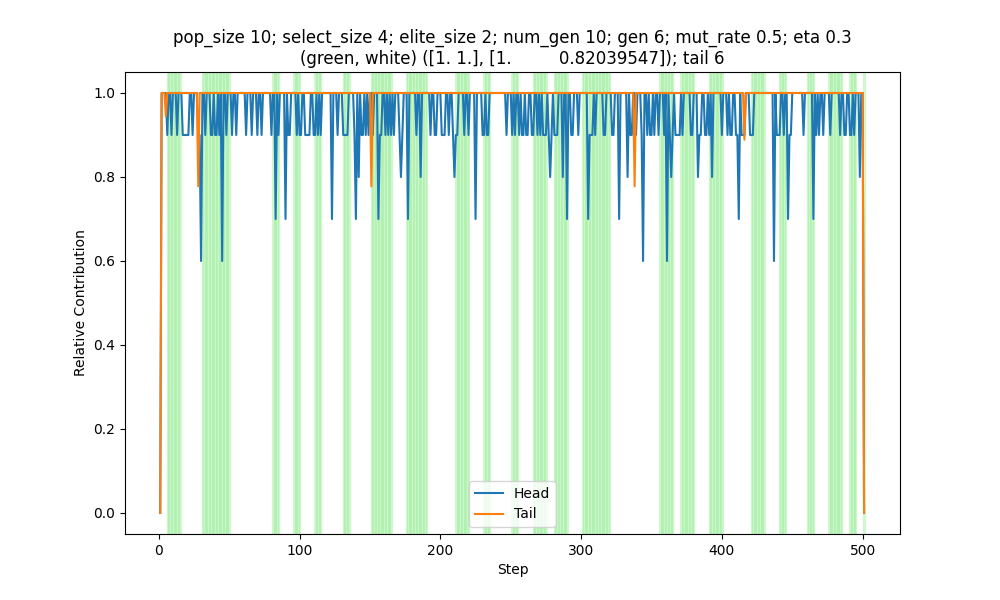 pop_size 10; select_size 4; elite_size 2; num_gen 10; gen 6; mut_rate 0.5; eta 0.3
(green, white) ([1. 1.], [1.          0.82039547]); tail 6
1.0
0.8
0.6
0.4
0.2
0.0
Relative Contribution
Head
Tail
0 100 200 300 400 500
Step